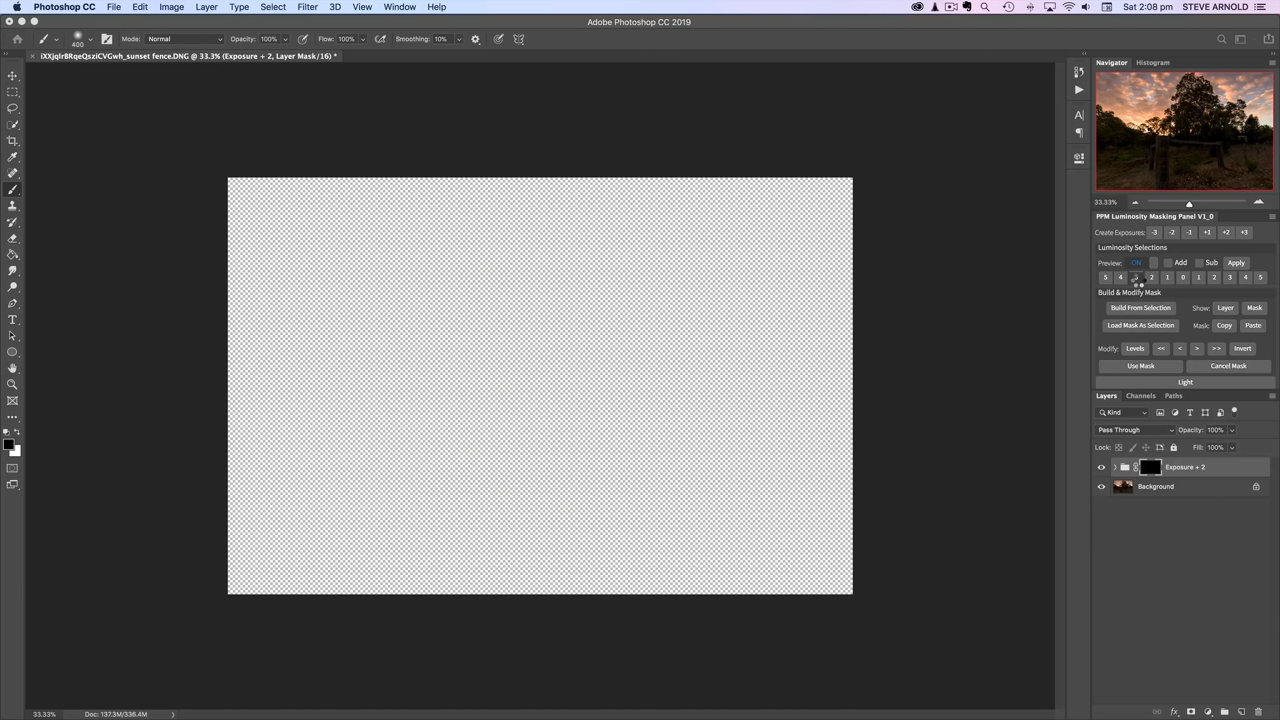 Photoshop CC File Edit Image Layer Type Select Filter 3D View Window Help Sat 2:08 pm STEVE ARNOLD
Adobe Photoshop CC 2019
400 Mode: Normal Opacity: 100% Flow: 100% Smoothing: 10%
iXXjqIrBRqeQsziCVGwh_sunset fence.DNG @ 33.3% (Exposure + 2, Layer Mask/16) *
Navigator Histogram
33.33%
PPM Luminosity Masking Panel V1_0
Create Exposures: -3 -2 -1 +1 +2 +3
Luminosity Selections
Preview: ON Add Sub Apply
5 4 3 2 1 0 1 2 3 4 5
Build & Modify Mask
Build From Selection Show: Layer Mask
Load Mask As Selection Mask: Copy Paste
Modify: Levels << < > >> Invert
Use Mask Cancel Mask
Light
Layers Channels Paths
Kind
Pass Through Opacity: 100%
Lock: Fill: 100%
Exposure + 2
Background
33.33% Doc: 137.3M/336.4M